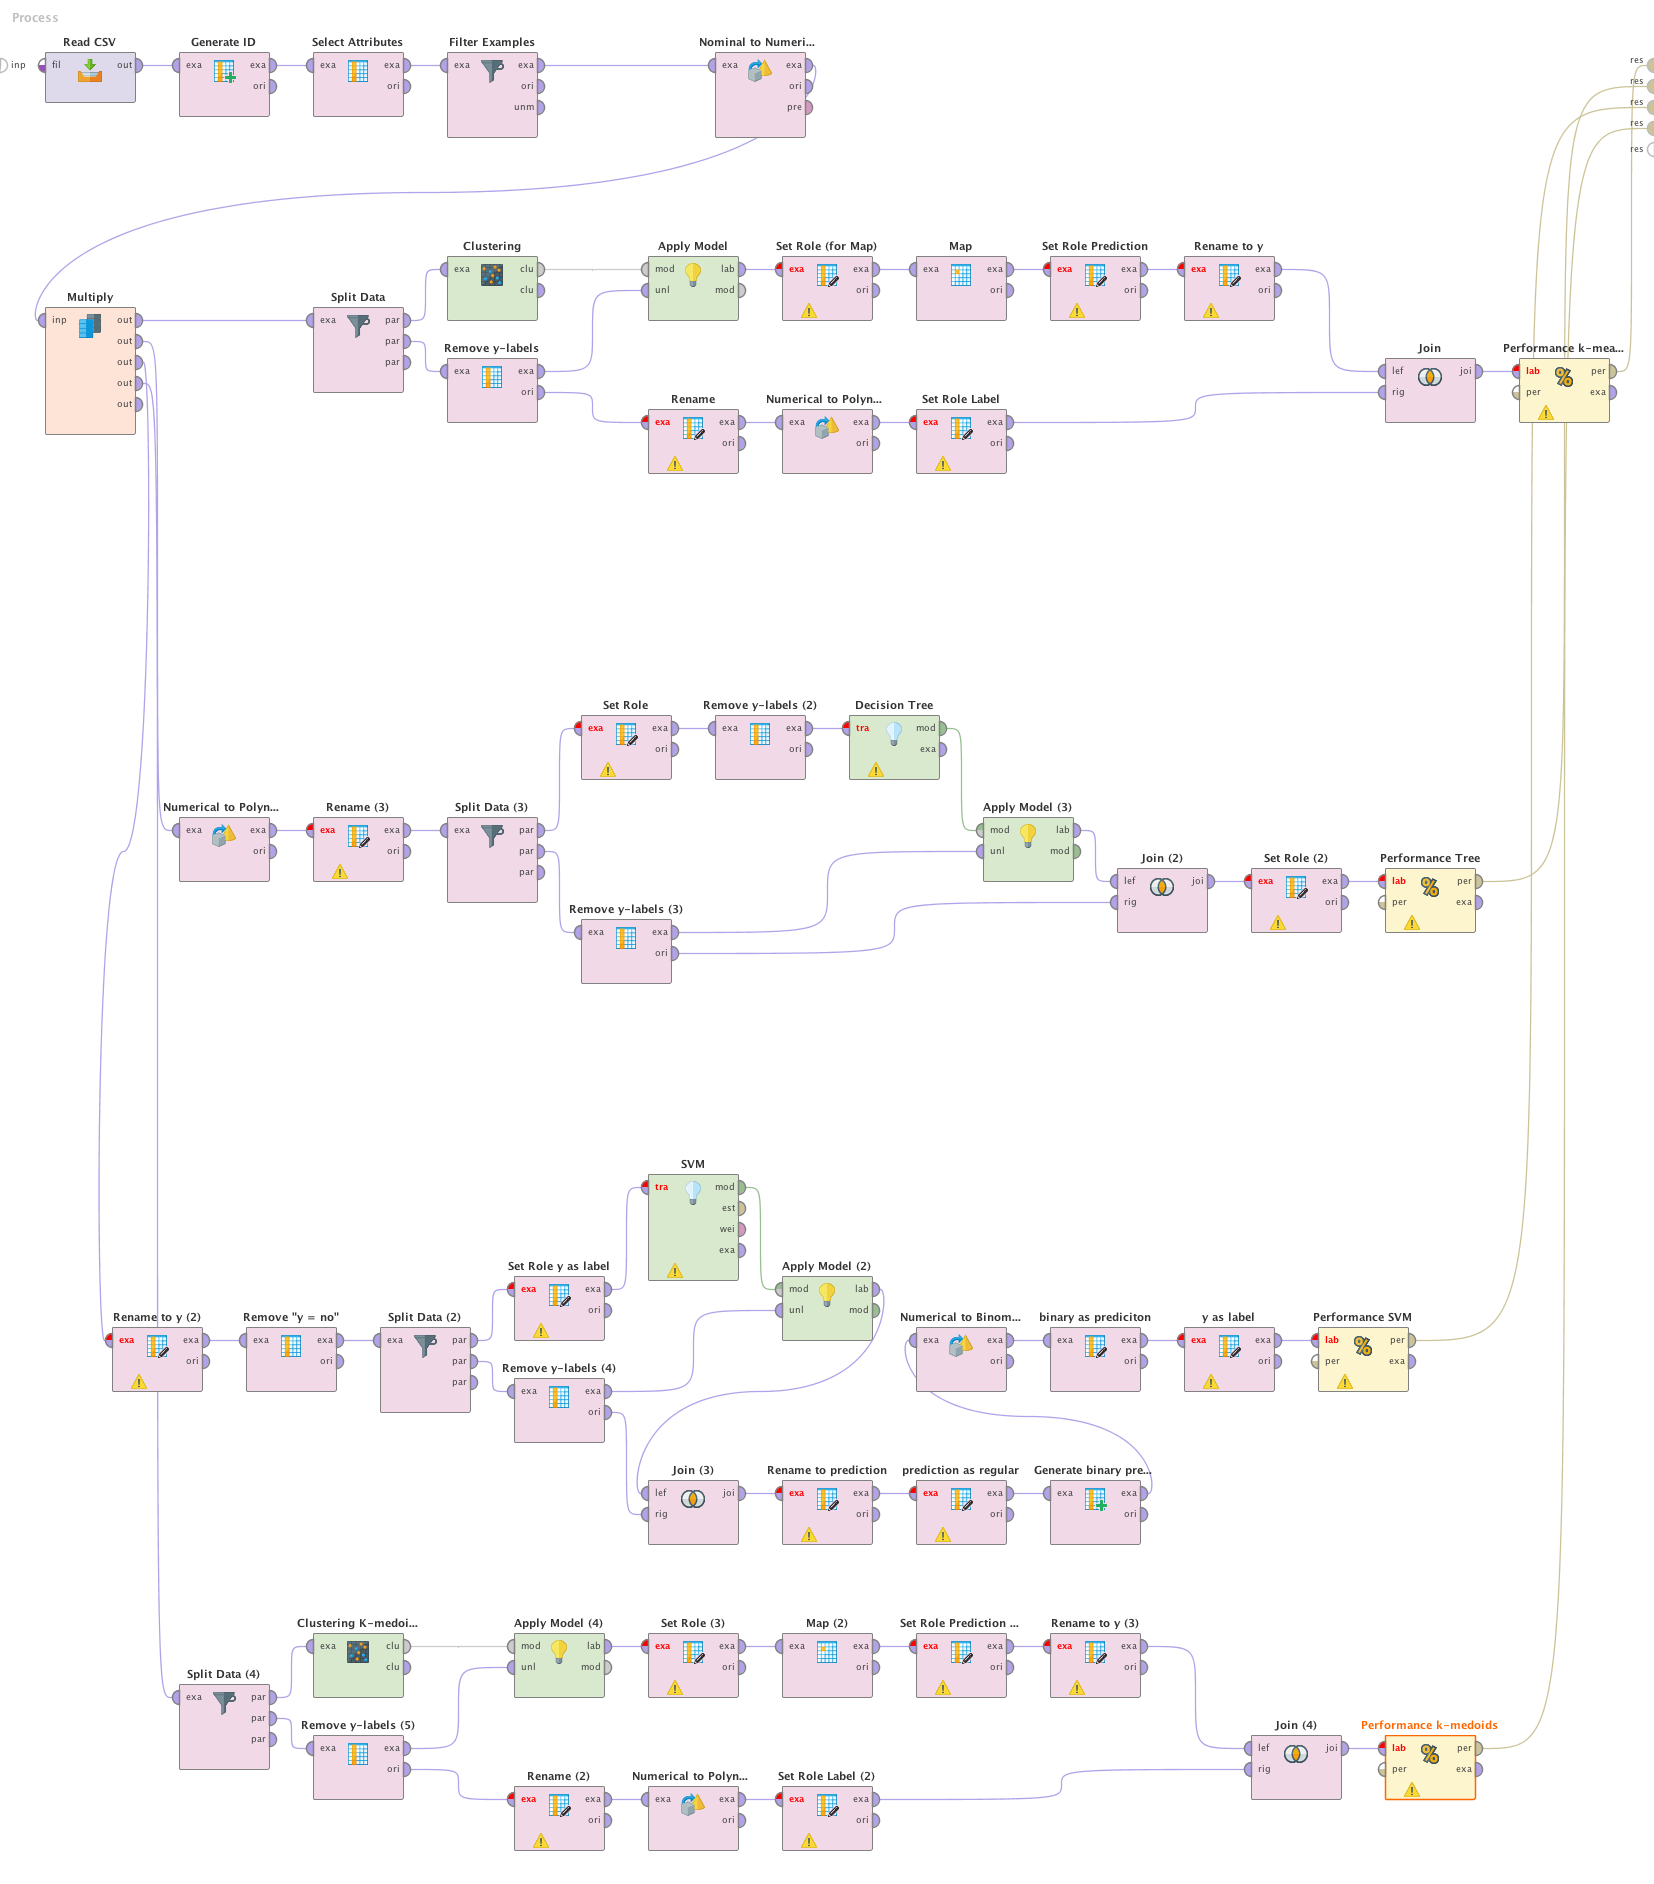 Process
Read CSV Generate ID Select Attributes Filter Examples Nominal to Numeri...
inp fil out exa exa exa exa exa exa exa exa res
ori ori ori ori res
unm pre res
res
res
Clustering Apply Model Set Role (for Map) Map Set Role Prediction Rename to y
exa clu mod lab exa exa exa exa exa exa exa exa
clu unl mod ori ori ori ori
Multiply Split Data
inp out exa par
out par
out par
out
out
Remove y-labels Join Performance k-mea...
exa exa lef joi lab per
ori rig per exa
Rename Numerical to Polyn... Set Role Label
exa exa exa exa exa exa
ori ori ori
Set Role Remove y-labels (2) Decision Tree
exa exa exa exa tra mod
ori ori exa
Numerical to Polyn... Rename (3) Split Data (3) Apply Model (3)
exa exa exa exa exa par mod lab
ori ori par unl mod
par
Join (2) Set Role (2) Performance Tree
lef joi exa exa lab per
rig ori per exa
Remove y-labels (3)
exa exa
ori
SVM
tra mod
est
wei
exa
Set Role y as label Apply Model (2)
exa exa mod lab
ori unl mod
Rename to y (2) Remove "y = no" Split Data (2) Numerical to Binom... binary as prediciton y as label Performance SVM
exa exa exa exa exa par exa exa exa exa exa exa lab per
ori ori par ori ori ori per exa
par
Remove y-labels (4)
exa exa
ori
Join (3) Rename to prediction prediction as regular Generate binary pre...
lef joi exa exa exa exa exa exa
rig ori ori ori
Clustering K-medoi... Apply Model (4) Set Role (3) Map (2) Set Role Prediction ... Rename to y (3)
exa clu mod lab exa exa exa exa exa exa exa exa
clu unl mod ori ori ori ori
Split Data (4)
exa par
par
par
Remove y-labels (5) Join (4) Performance k-medoids
exa exa lef joi lab per
ori rig per exa
Rename (2) Numerical to Polyn... Set Role Label (2)
exa exa exa exa exa exa
ori ori ori